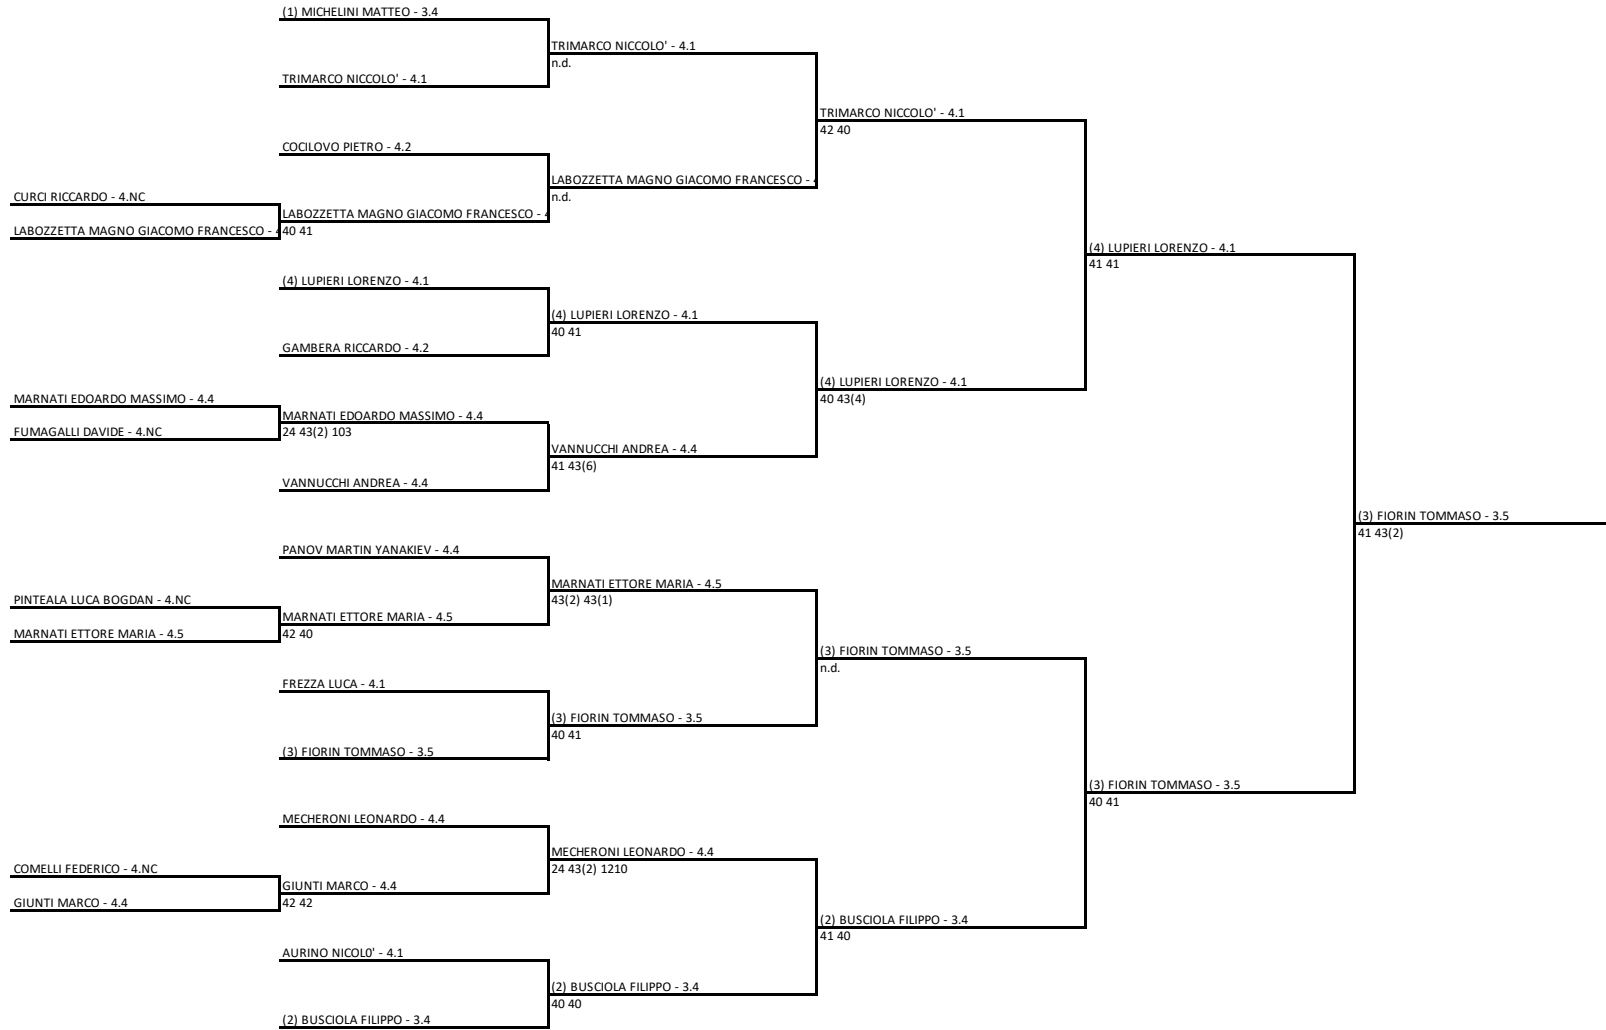 (1) MICHELINI MATTEO - 3.4
TRIMARCO NICCOLO' - 4.1
n.d.
TRIMARCO NICCOLO' - 4.1
TRIMARCO NICCOLO' - 4.1
42 40
COCILOVO PIETRO - 4.2
LABOZZETTA MAGNO GIACOMO FRANCESCO -
n.d.
CURCI RICCARDO - 4.NC
LABOZZETTA MAGNO GIACOMO FRANCESCO -
LABOZZETTA MAGNO GIACOMO FRANCESCO -
40 41
(4) LUPIERI LORENZO - 4.1
41 41
(4) LUPIERI LORENZO - 4.1
(4) LUPIERI LORENZO - 4.1
40 41
GAMBERA RICCARDO - 4.2
(4) LUPIERI LORENZO - 4.1
40 43(4)
MARNATI EDOARDO MASSIMO - 4.4
MARNATI EDOARDO MASSIMO - 4.4
FUMAGALLI DAVIDE - 4.NC
24 43(2) 103
VANNUCCHI ANDREA - 4.4
41 43(6)
VANNUCCHI ANDREA - 4.4
(3) FIORIN TOMMASO - 3.5
41 43(2)
PANOV MARTIN YANAKIEV - 4.4
MARNATI ETTORE MARIA - 4.5
43(2) 43(1)
PINTEALA LUCA BOGDAN - 4.NC
MARNATI ETTORE MARIA - 4.5
MARNATI ETTORE MARIA - 4.5
42 40
(3) FIORIN TOMMASO - 3.5
n.d.
FREZZA LUCA - 4.1
(3) FIORIN TOMMASO - 3.5
40 41
(3) FIORIN TOMMASO - 3.5
(3) FIORIN TOMMASO - 3.5
40 41
MECHERONI LEONARDO - 4.4
MECHERONI LEONARDO - 4.4
24 43(2) 1210
COMELLI FEDERICO - 4.NC
GIUNTI MARCO - 4.4
GIUNTI MARCO - 4.4
42 42
(2) BUSCIOLA FILIPPO - 3.4
41 40
AURINO NICOL0' - 4.1
(2) BUSCIOLA FILIPPO - 3.4
40 40
(2) BUSCIOLA FILIPPO - 3.4